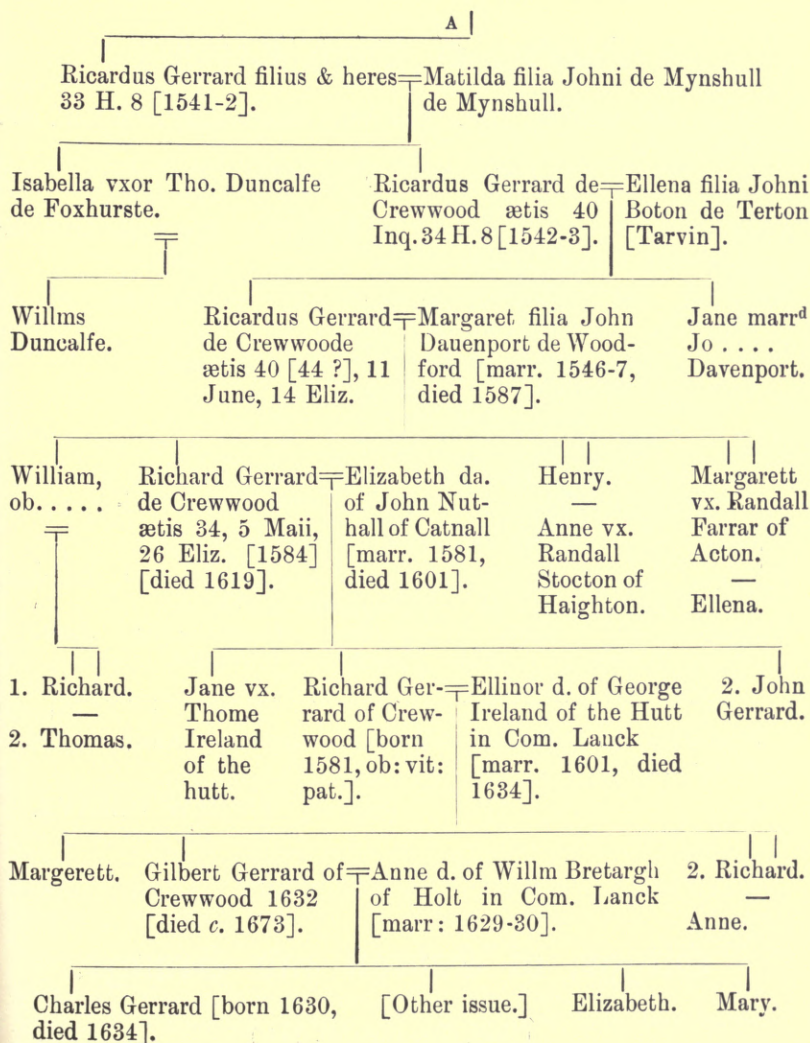 A
Ricardus Gerrard filius & heres
33 H. 8 [1541-2].
Matilda filia Johni de Mynshull
de Mynshull.
Isabella vxor Tho. Duncalfe
de Foxhurste.
Ricardus Gerrard de
Crewwood ætis 40
Inq. 34 H. 8 [1542-3].
Ellena filia Johni
Boton de Terton
[Tarvin].
Willms
Duncalfe.
Ricardus Gerrard
de Crewwoode
ætis 40 [44 ?], 11
June, 14 Eliz.
Margaret filia John
Dauenport de Wood-
ford [marr. 1546-7,
died 1587].
Jane marrᵈ
Jo . . . .
Davenport.
William,
ob. . . . .
Richard Gerrard
de Crewwood
ætis 34, 5 Maii,
26 Eliz. [1584]
[died 1619].
Elizabeth da.
of John Nut-
hall of Catnall
[marr. 1581,
died 1601].
Henry.
—
Anne vx.
Randall
Stocton of
Haighton.
Margarett
vx. Randall
Farrar of
Acton.
—
Ellena.
1. Richard.
—
2. Thomas.
Jane vx.
Thome
Ireland
of the
hutt.
Richard Ger-
rard of Crew-
wood [born
1581, ob: vit:
pat.].
Ellinor d. of George
Ireland of the Hutt
in Com. Lanck
[marr. 1601, died
1634].
2. John
Gerrard.
Margerett.
Gilbert Gerrard of
Crewwood 1632
[died c. 1673].
Anne d. of Willm Bretargh
of Holt in Com. Lanck
[marr: 1629-30].
2. Richard.
—
Anne.
Charles Gerrard [born 1630,
died 1634].
[Other issue.]
Elizabeth.
Mary.